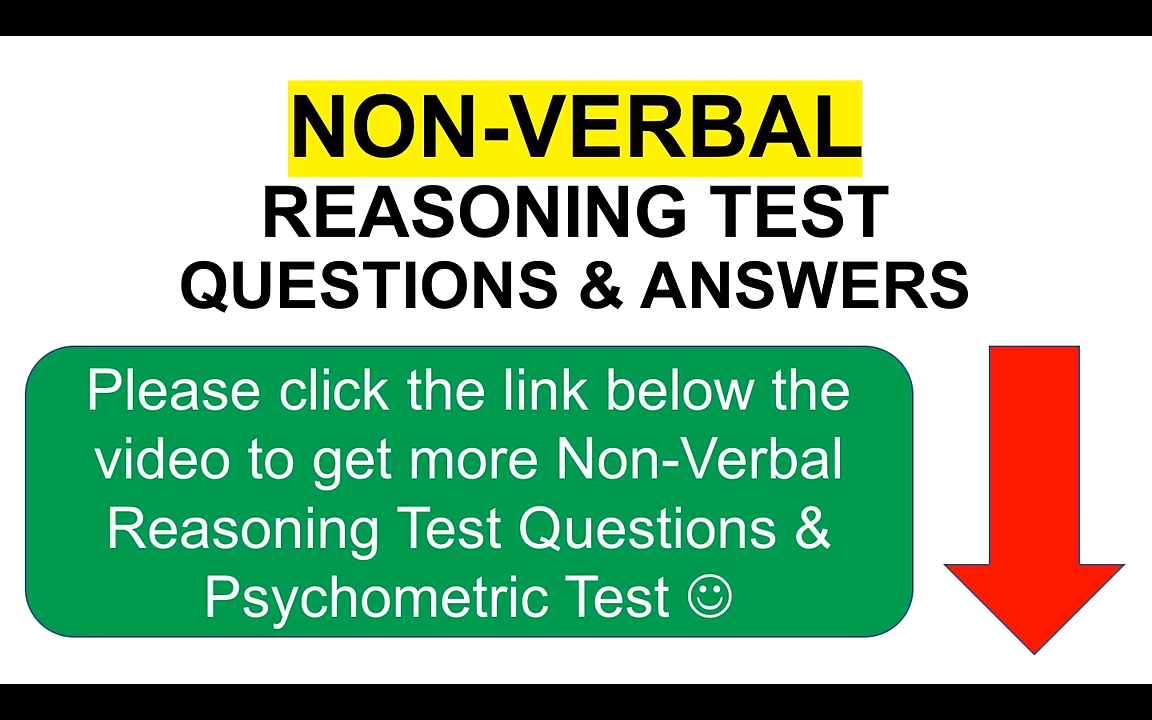 NON-VERBAL
REASONING TEST
QUESTIONS & ANSWERS
Please click the link below the
video to get more Non-Verbal
Reasoning Test Questions &
Psychometric Test ☺